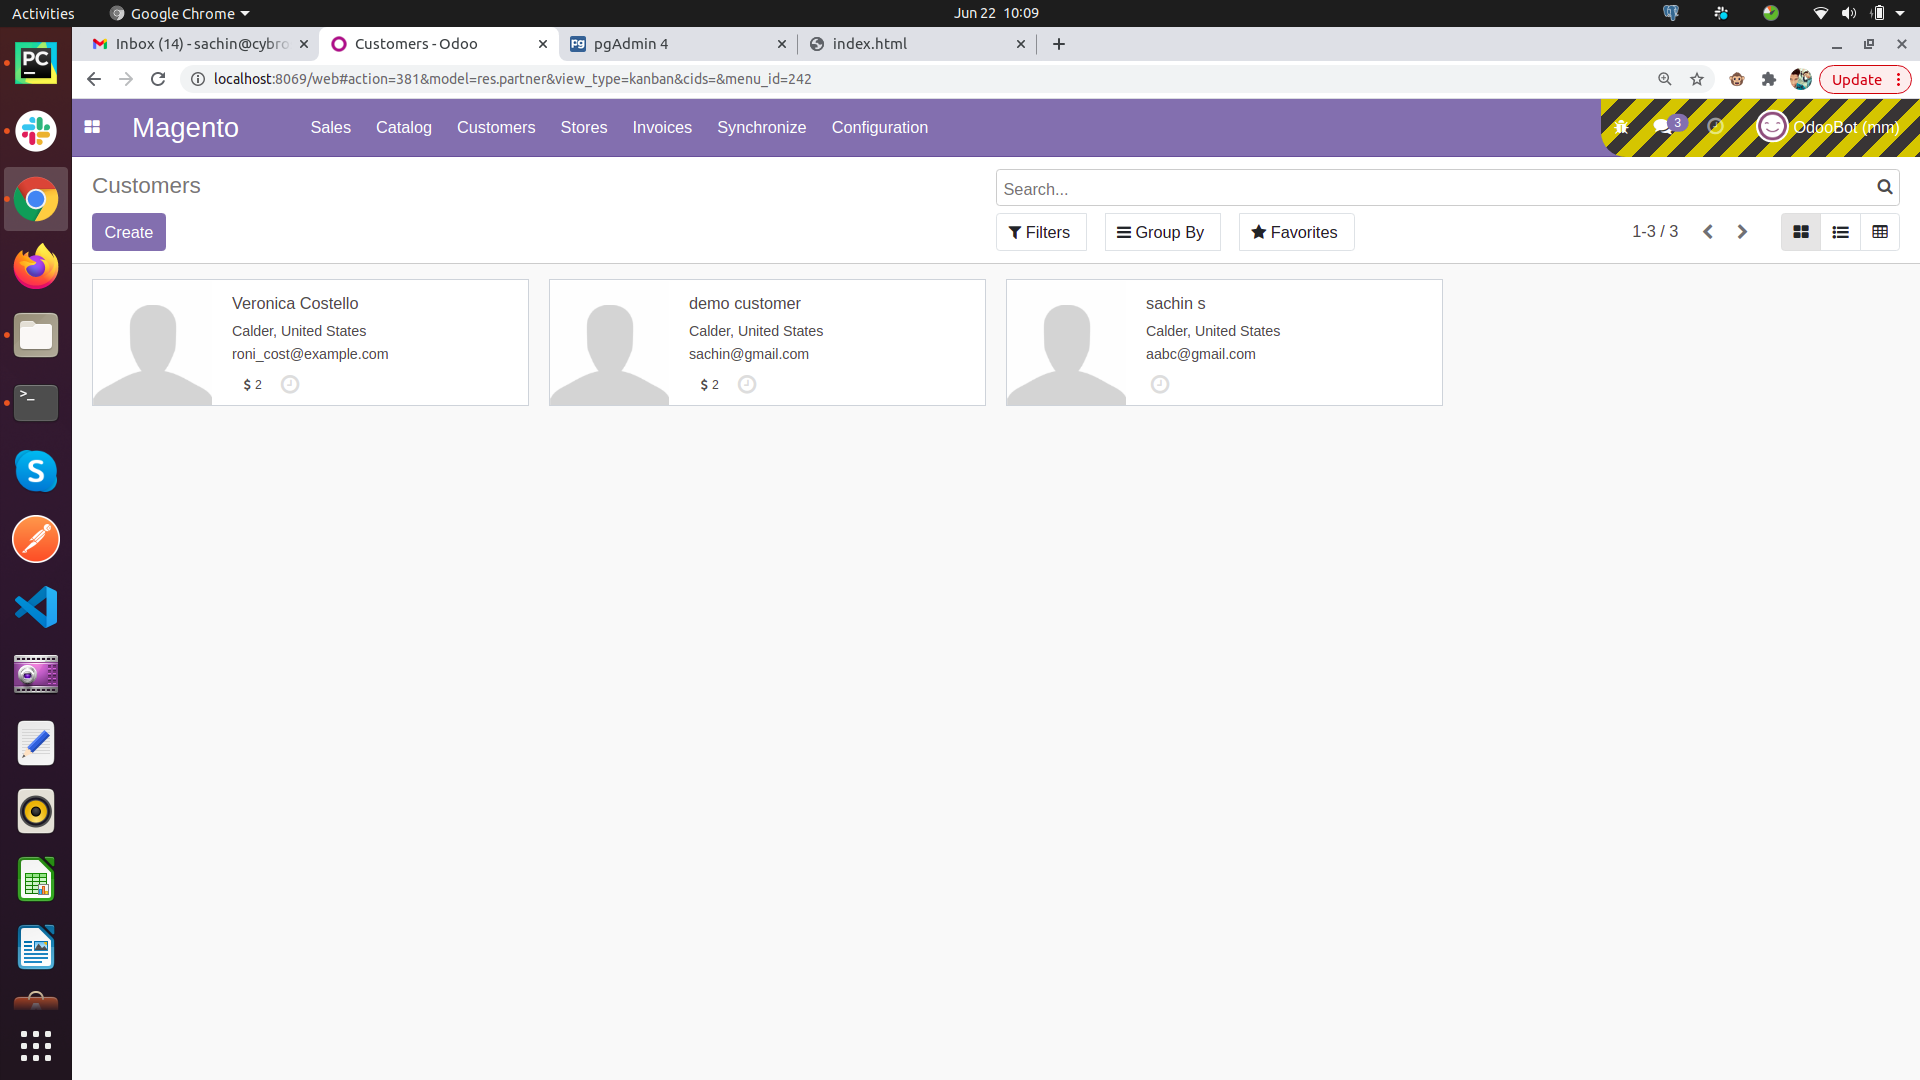 Activities
Google Chrome
Jun 22 10:09
Inbox (14) - sachin@cybro
Customers - Odoo
pgAdmin 4
index.html
localhost:8069/web#action=381&model=res.partner&view_type=kanban&cids=&menu_id=242
Update
Magento
Sales
Catalog
Customers
Stores
Invoices
Synchronize
Configuration
3
OdooBot (mm)
Customers
Search...
Create
Filters
Group By
Favorites
1-3 / 3
Veronica Costello
Calder, United States
roni_cost@example.com
$ 2
demo customer
Calder, United States
sachin@gmail.com
$ 2
sachin s
Calder, United States
aabc@gmail.com